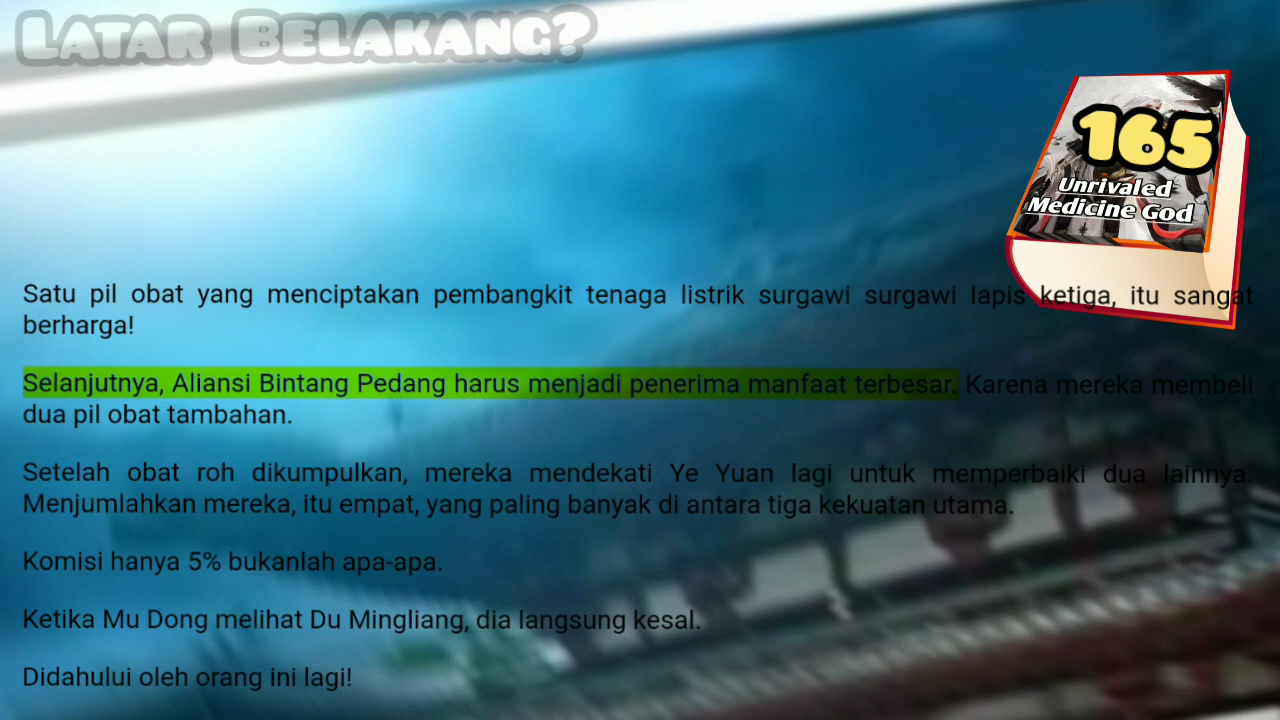 Latar Belakang?
165
Unrivaled
Medicine God
Satu pil obat yang menciptakan pembangkit tenaga listrik surgawi surgawi lapis ketiga, itu sangat
berharga!
Selanjutnya, Aliansi Bintang Pedang harus menjadi penerima manfaat terbesar. Karena mereka membeli
dua pil obat tambahan.
Setelah obat roh dikumpulkan, mereka mendekati Ye Yuan lagi untuk memperbaiki dua lainnya.
Menjumlahkan mereka, itu empat, yang paling banyak di antara tiga kekuatan utama.
Komisi hanya 5% bukanlah apa-apa.
Ketika Mu Dong melihat Du Mingliang, dia langsung kesal.
Didahului oleh orang ini lagi!